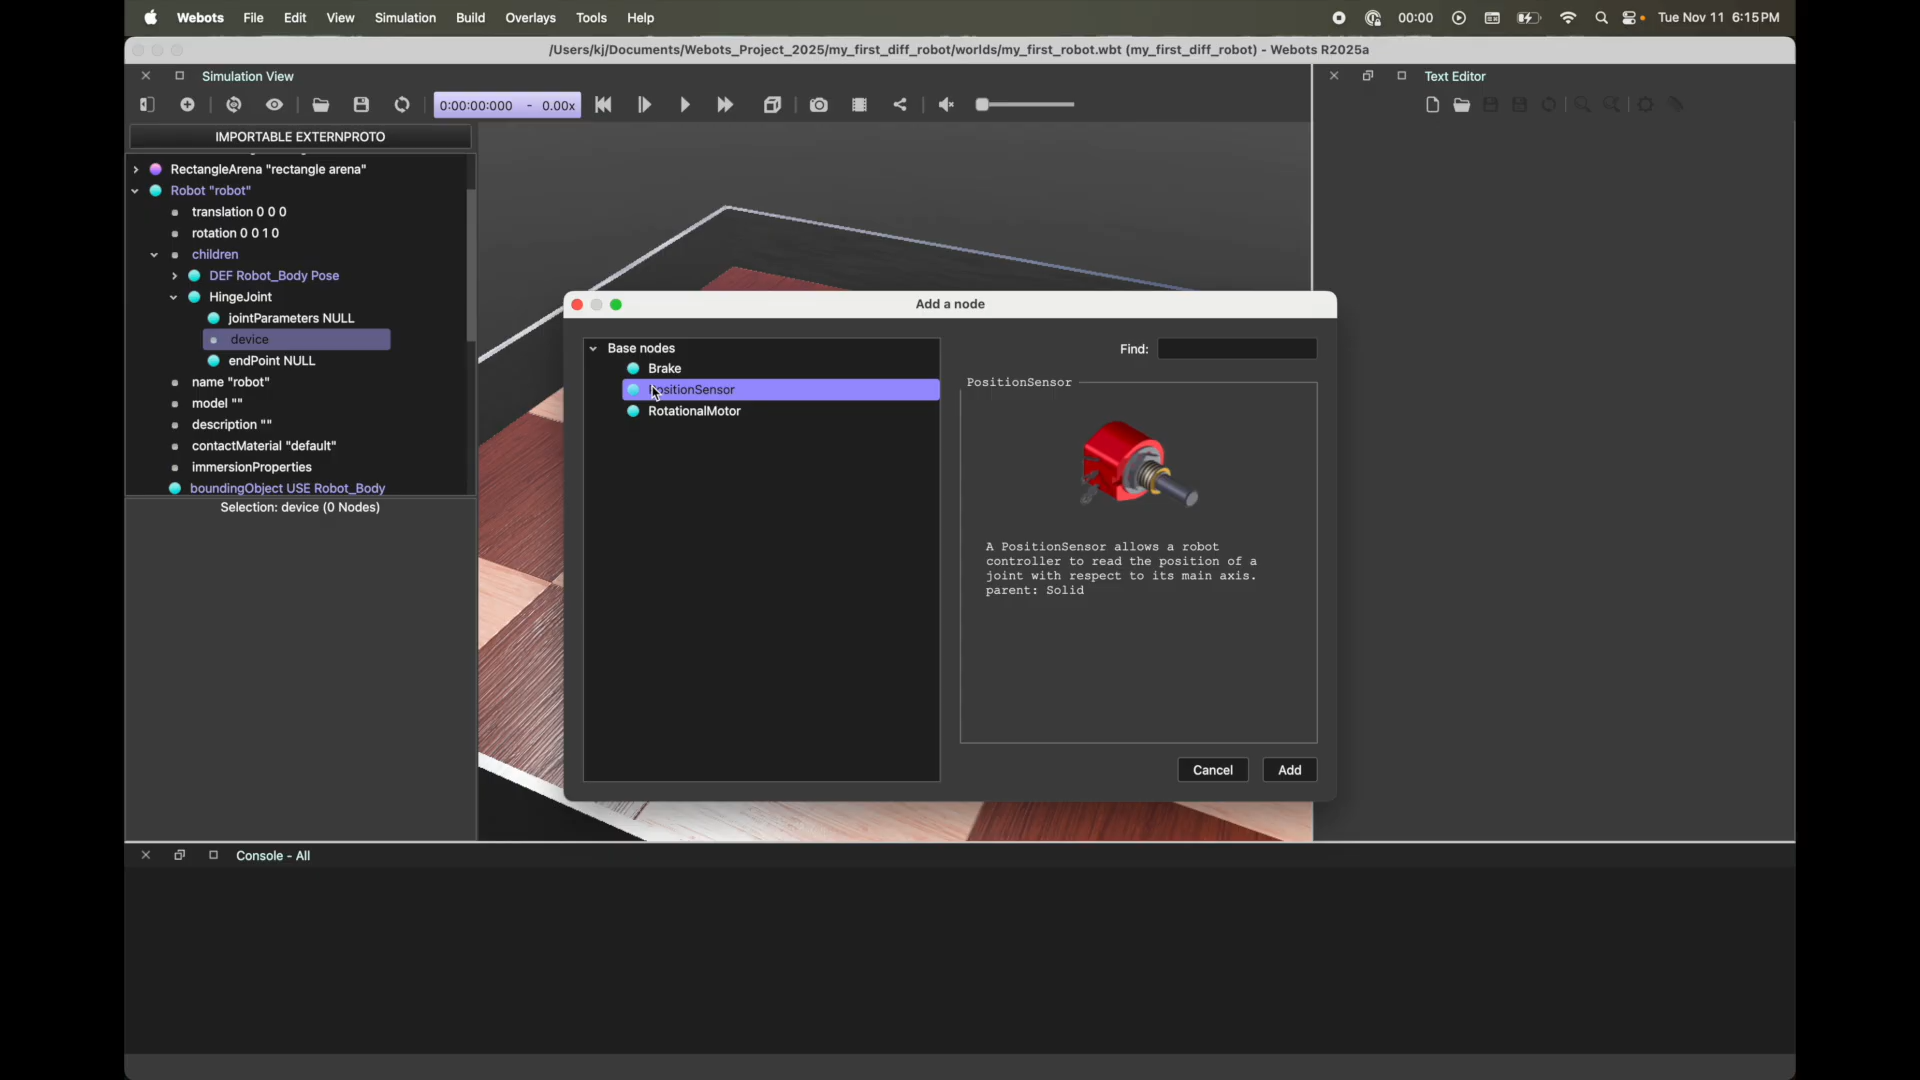 Webots File Edit View Simulation Build Overlays Tools Help 00:00 Tue Nov 11 6:15 PM
/Users/kj/Documents/Webots_Project_2025/my_first_diff_robot/worlds/my_first_robot.wbt (my_first_diff_robot) - Webots R2025a
Simulation View
Text Editor
0:00:00:000 - 0.00x
IMPORTABLE EXTERNPROTO
RectangleArena "rectangle arena"
Robot "robot"
translation 0 0 0
rotation 0 0 1 0
children
DEF Robot_Body Pose
HingeJoint
jointParameters NULL
device
endPoint NULL
name "robot"
model ""
description ""
contactMaterial "default"
immersionProperties
boundingObject USE Robot_Body
Selection: device (0 Nodes)
Add a node
Base nodes
Brake
PositionSensor
RotationalMotor
Find:
PositionSensor
A PositionSensor allows a robot
controller to read the position of a
joint with respect to its main axis.
parent: Solid
Cancel
Add
Console - All